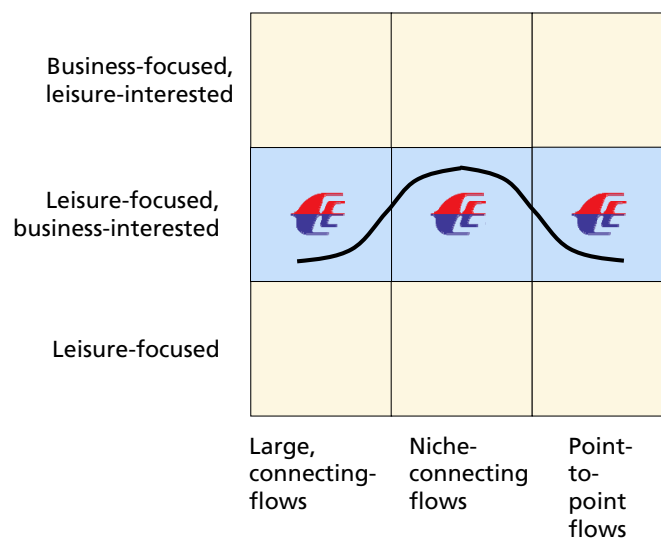 Business-focused,
leisure-interested
Leisure-focused,
business-interested
Leisure-focused
Large,
connecting-
flows
Niche-
connecting
flows
Point-
to-
point
flows